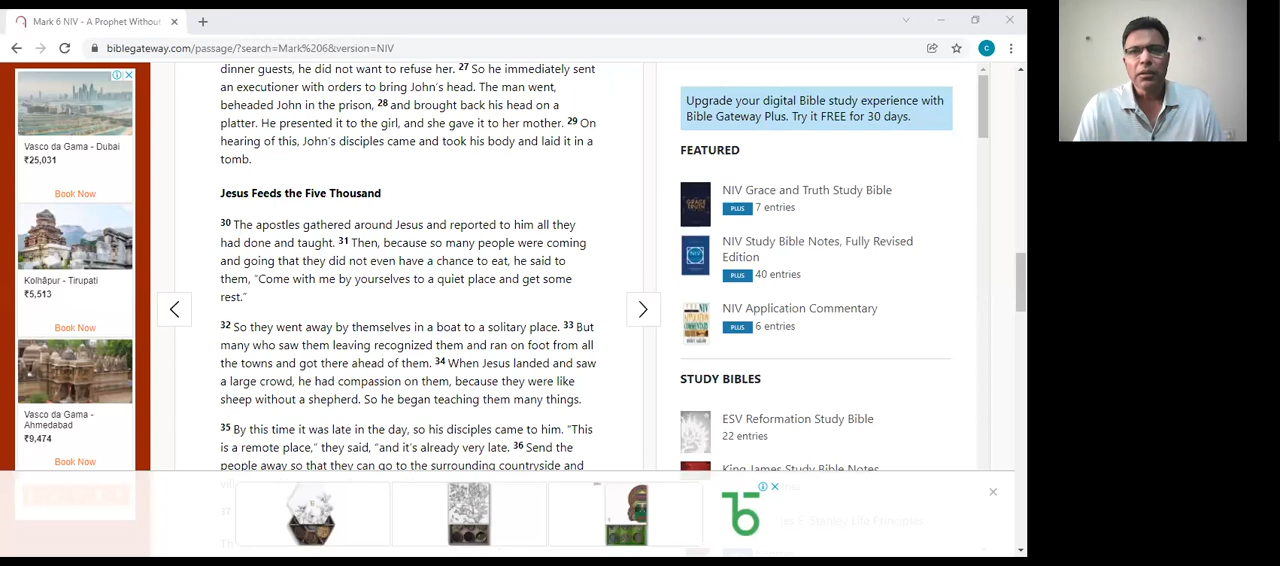 Mark 6 NIV - A Prophet Without
biblegateway.com/passage/?search=Mark%206&version=NIV
C
Vasco da Gama - Dubai
₹25,031
Book Now
Kolhāpur - Tirupati
₹5,513
Book Now
Vasco da Gama -
Ahmedabad
₹9,474
Book Now
dinner guests, he did not want to refuse her. 27 So he immediately sent
an executioner with orders to bring John’s head. The man went,
beheaded John in the prison, 28 and brought back his head on a
platter. He presented it to the girl, and she gave it to her mother. 29 On
hearing of this, John’s disciples came and took his body and laid it in a
tomb.
Jesus Feeds the Five Thousand
30 The apostles gathered around Jesus and reported to him all they
had done and taught. 31 Then, because so many people were coming
and going that they did not even have a chance to eat, he said to
them, “Come with me by yourselves to a quiet place and get some
rest.”
32 So they went away by themselves in a boat to a solitary place. 33 But
many who saw them leaving recognized them and ran on foot from all
the towns and got there ahead of them. 34 When Jesus landed and saw
a large crowd, he had compassion on them, because they were like
sheep without a shepherd. So he began teaching them many things.
35 By this time it was late in the day, so his disciples came to him. “This
is a remote place,” they said, “and it’s already very late. 36 Send the
people away so that they can go to the surrounding countryside and
37
Upgrade your digital Bible study experience with
Bible Gateway Plus. Try it FREE for 30 days.
FEATURED
NIV Grace and Truth Study Bible
PLUS 7 entries
NIV Study Bible Notes, Fully Revised
Edition
PLUS 40 entries
NIV Application Commentary
PLUS 6 entries
STUDY BIBLES
ESV Reformation Study Bible
22 entries
King James Study Bible Notes
Stanley Life Principles